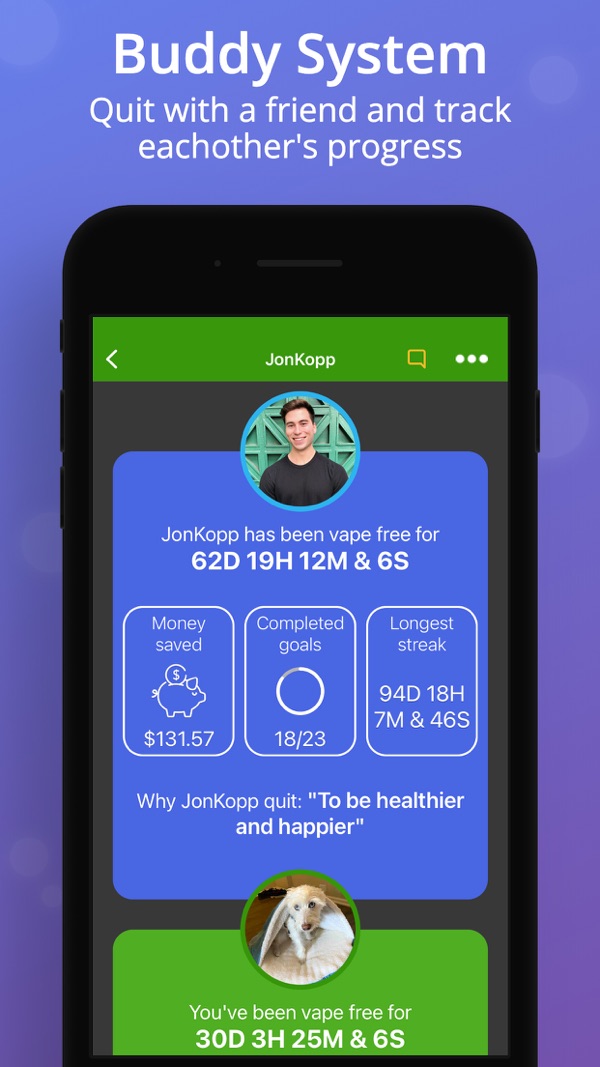 Buddy System
Quit with a friend and track
eachother's progress
JonKopp
JonKopp has been vape free for
62D 19H 12M & 6S
Money
saved
$
$131.57
Completed
goals
18/23
Longest
streak
94D 18H
7M & 46S
Why JonKopp quit: "To be healthier
and happier"
You've been vape free for
30D 3H 25M & 6S